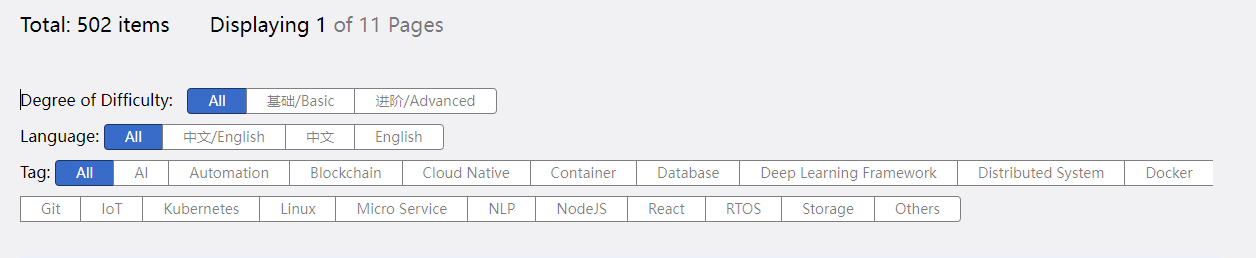 Total: 502 items Displaying 1 of 11 Pages
Degree of Difficulty: All 基础/Basic 进阶/Advanced
Language: All 中文/English 中文 English
Tag: All AI Automation Blockchain Cloud Native Container Database Deep Learning Framework Distributed System Docker
Git IoT Kubernetes Linux Micro Service NLP NodeJS React RTOS Storage Others